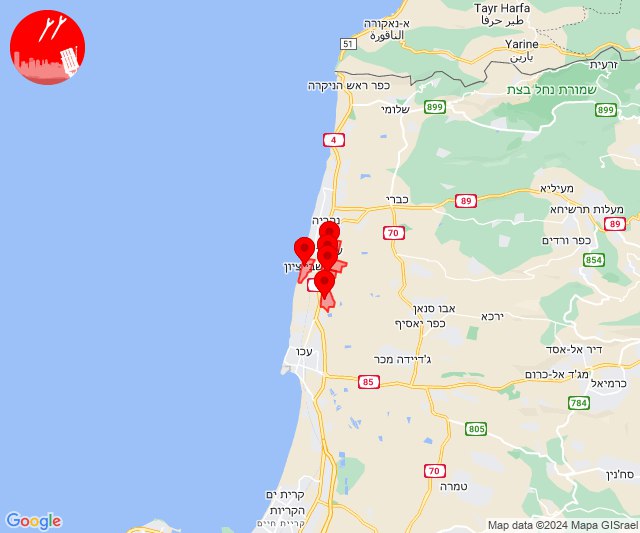 Tayr Harfa
طير حرفا
א-נאקורה
الناقورة
51
Yarine
يارين
זרעית
כפר ראש הניקרה
שמורת נחל בצת
899
899
שלומי
4
מעיליא
כברי
89
מעלות תרשיחא
89
נהריה
70
כפר ורדים
854
שבי ציון
אבו סנאן
ירכא
כפר יאסיף
עכו
דיר אל-אסד
ג'דיידה מכר
מג'ד אל-כרום
85
כרמיאל
784
805
70
סח'נין
טמרה
קרית ים
הקריות
קריית חיים
Google
Map data ©2024 Mapa GISrael